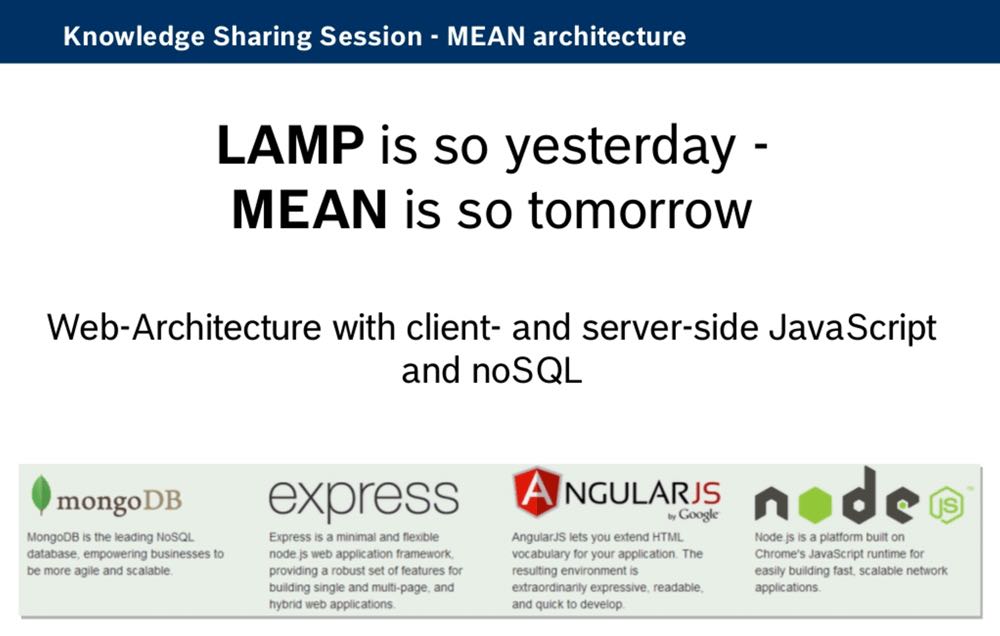 Knowledge Sharing Session - MEAN architecture
LAMP is so yesterday -
MEAN is so tomorrow
Web-Architecture with client- and server-side JavaScript
and noSQL
mongoDB
MongoDB is the leading NoSQL
database, empowering businesses to
be more agile and scalable.
express
Express is a minimal and flexible
node.js web application framework,
providing a robust set of features for
building single and multi-page, and
hybrid web applications.
ANGULARJS
by Google
AngularJS lets you extend HTML
vocabulary for your application. The
resulting environment is
extraordinarily expressive, readable,
and quick to develop.
node JS™
Node.js is a platform built on
Chrome's JavaScript runtime for
easily building fast, scalable network
applications.